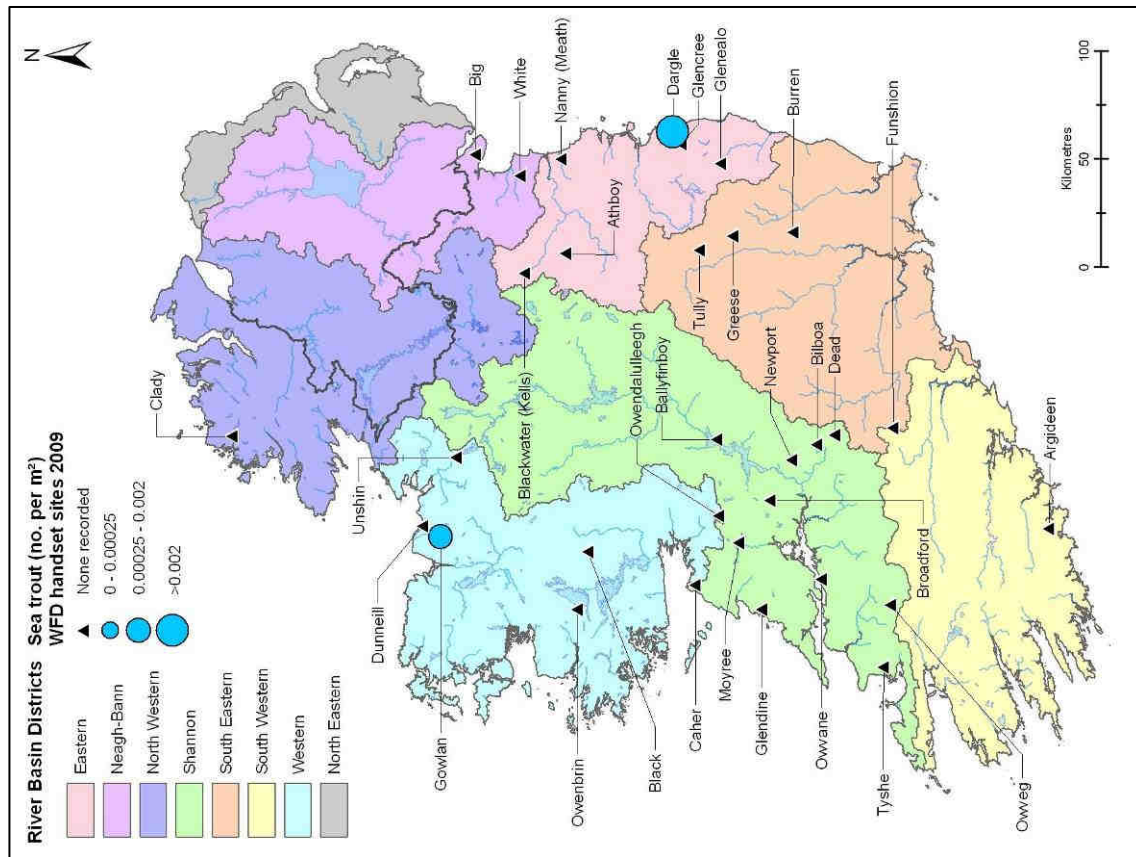 River Basin Districts
Eastern
Neagh-Bann
North Western
Shannon
South Eastern
South Western
Western
North Eastern
Sea trout (no. per m²)
WFD handset sites 2009
None recorded
0 - 0.00025
0.00025 - 0.002
>0.002
N
Clady
Unshin
Dunneill
Gowlan
Owenbrin
Black
Caher
Moyree
Glendine
Owvane
Tyshe
Owveg
Broadford
Argideen
Blackwater (Kells)
Owendalulleegh
Ballyfinboy
Newport
Bilboa
Dead
Big
White
Nanny (Meath)
Athboy
Dargle
Glencree
Glenealo
Tully
Greese
Burren
Funshion
0
50
100
Kilometres